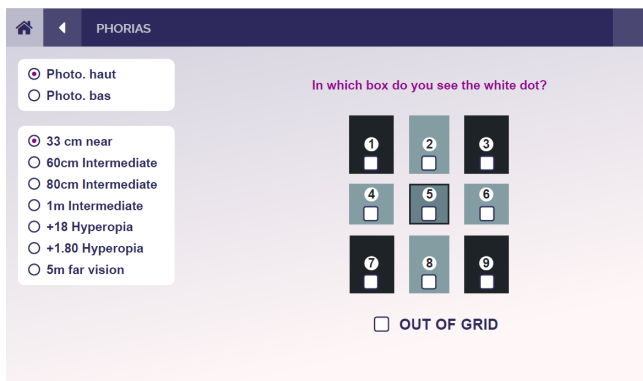 PHORIAS
Photo. haut
Photo. bas
33 cm near
60cm Intermediate
80cm Intermediate
1m Intermediate
+18 Hyperopia
+1.80 Hyperopia
5m far vision
In which box do you see the white dot?
1 2 3
4 5 6
7 8 9
OUT OF GRID